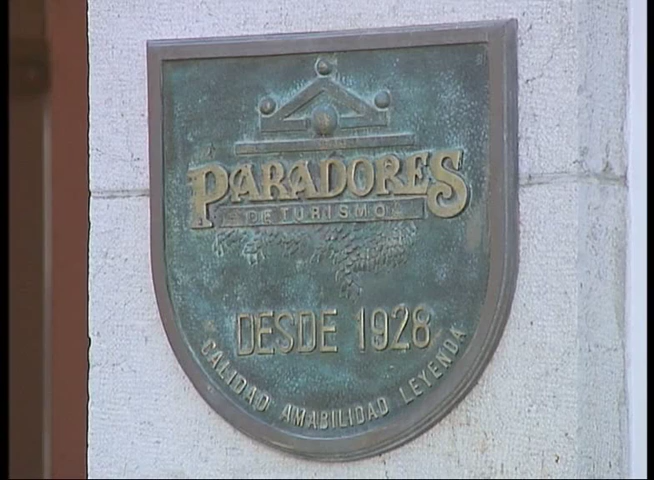 PARADORES
DE TURISMO
DESDE 1928
CALIDAD AMABILIDAD LEYENDA